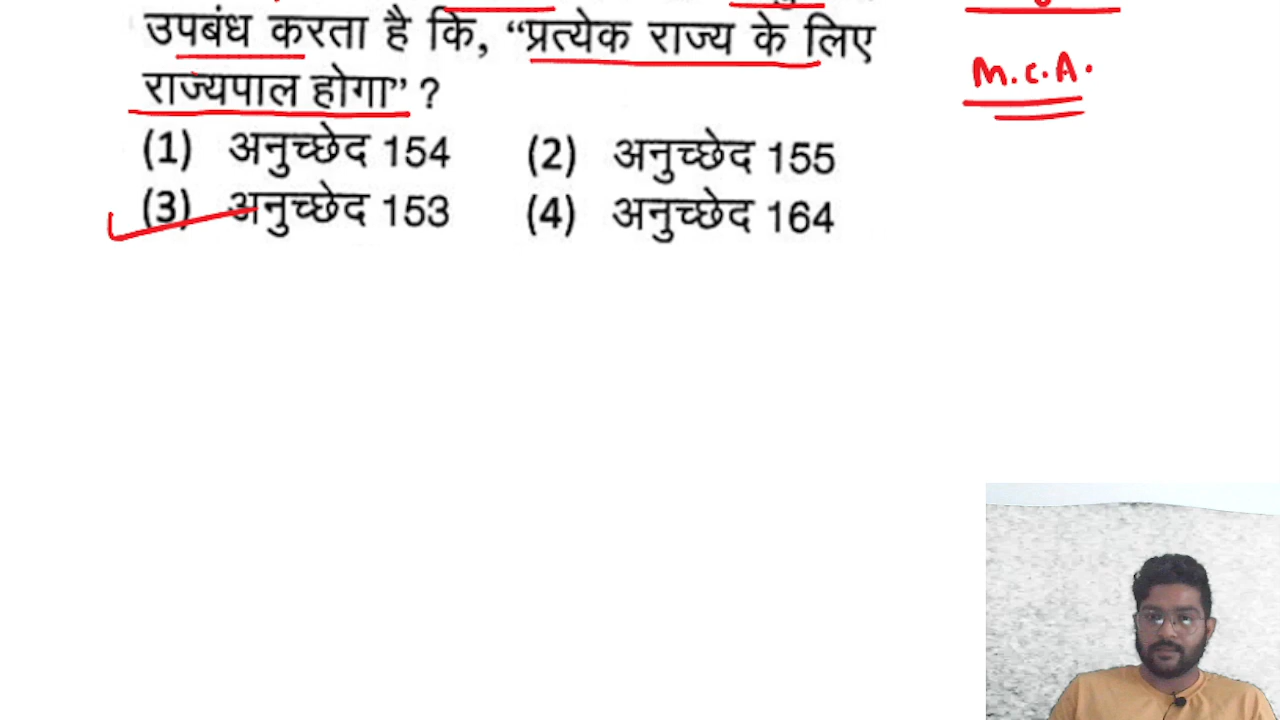 उपबंध करता है कि, “प्रत्येक राज्य के लिए
M.C.A.
राज्यपाल होगा” ?
(1) अनुच्छेद 154 (2) अनुच्छेद 155
(3) अनुच्छेद 153 (4) अनुच्छेद 164